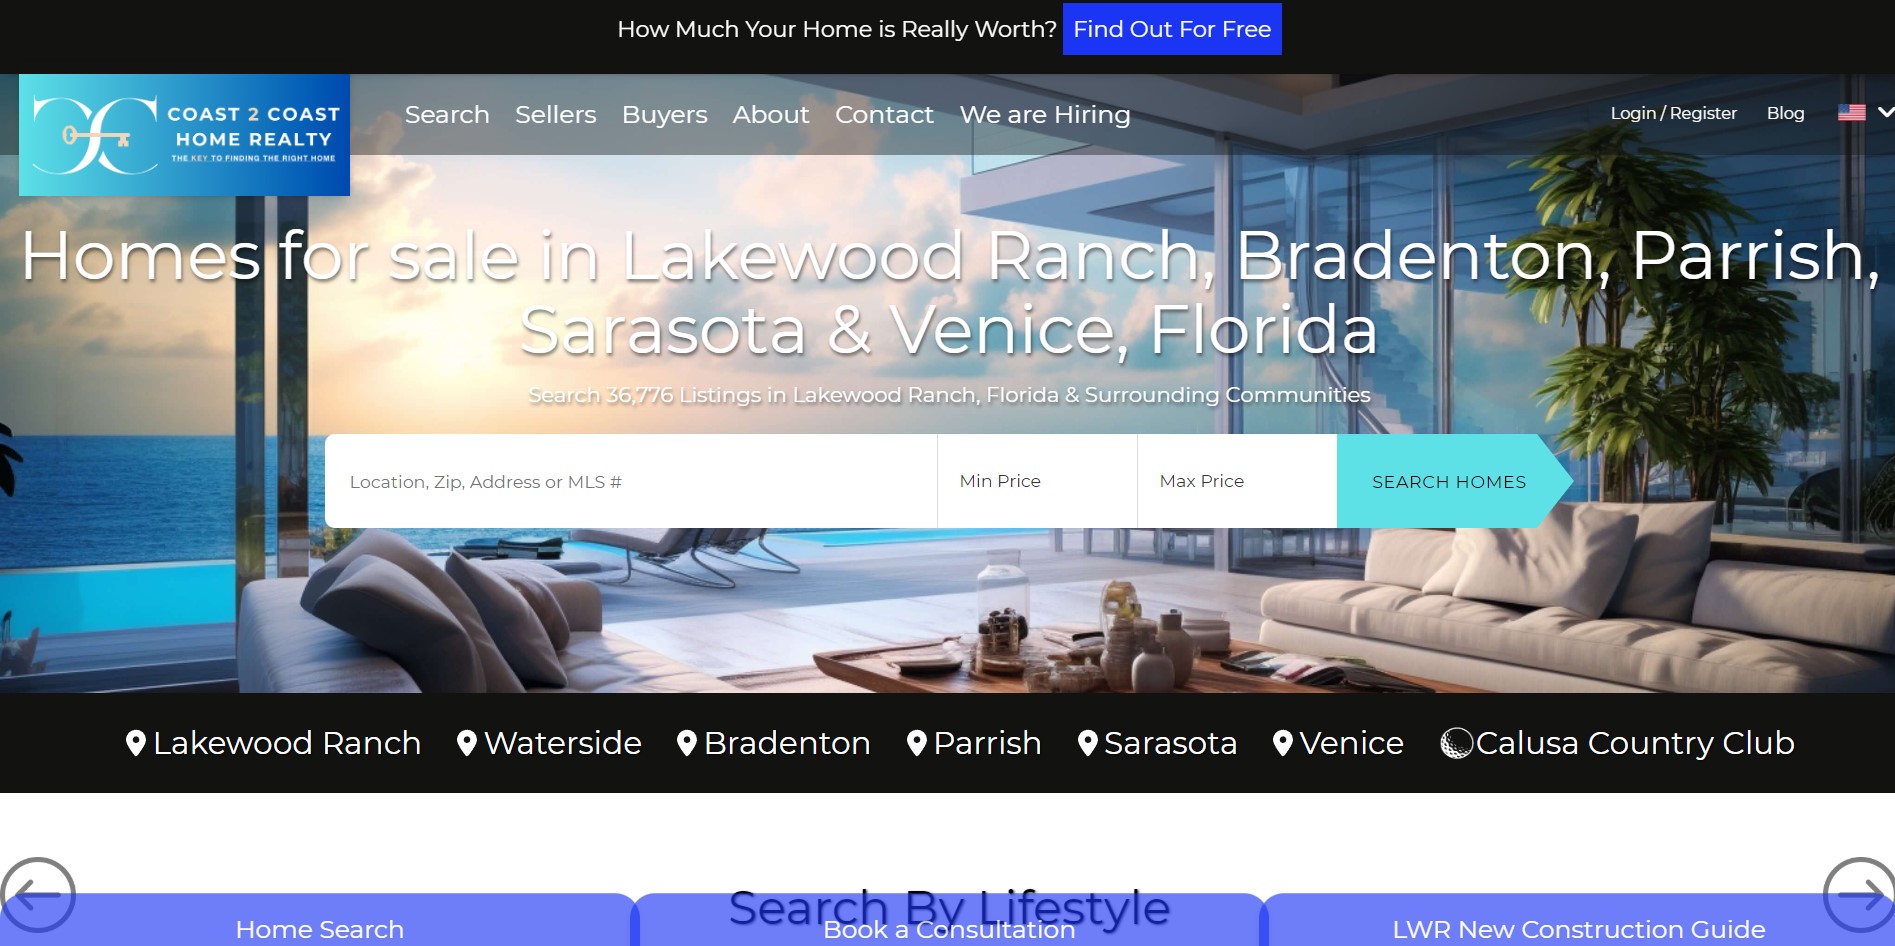 How Much Your Home is Really Worth? Find Out For Free
COAST 2 COAST
HOME REALTY
THE KEY TO FINDING THE RIGHT HOME
Search Sellers Buyers About Contact We are Hiring
Login / Register Blog
Homes for sale in Lakewood Ranch, Bradenton, Parrish,
Sarasota & Venice, Florida
Search 36,776 Listings in Lakewood Ranch, Florida & Surrounding Communities
Location, Zip, Address or MLS # Min Price Max Price SEARCH HOMES
Lakewood Ranch Waterside Bradenton Parrish Sarasota Venice Calusa Country Club
Search By Lifestyle
Home Search Book a Consultation LWR New Construction Guide